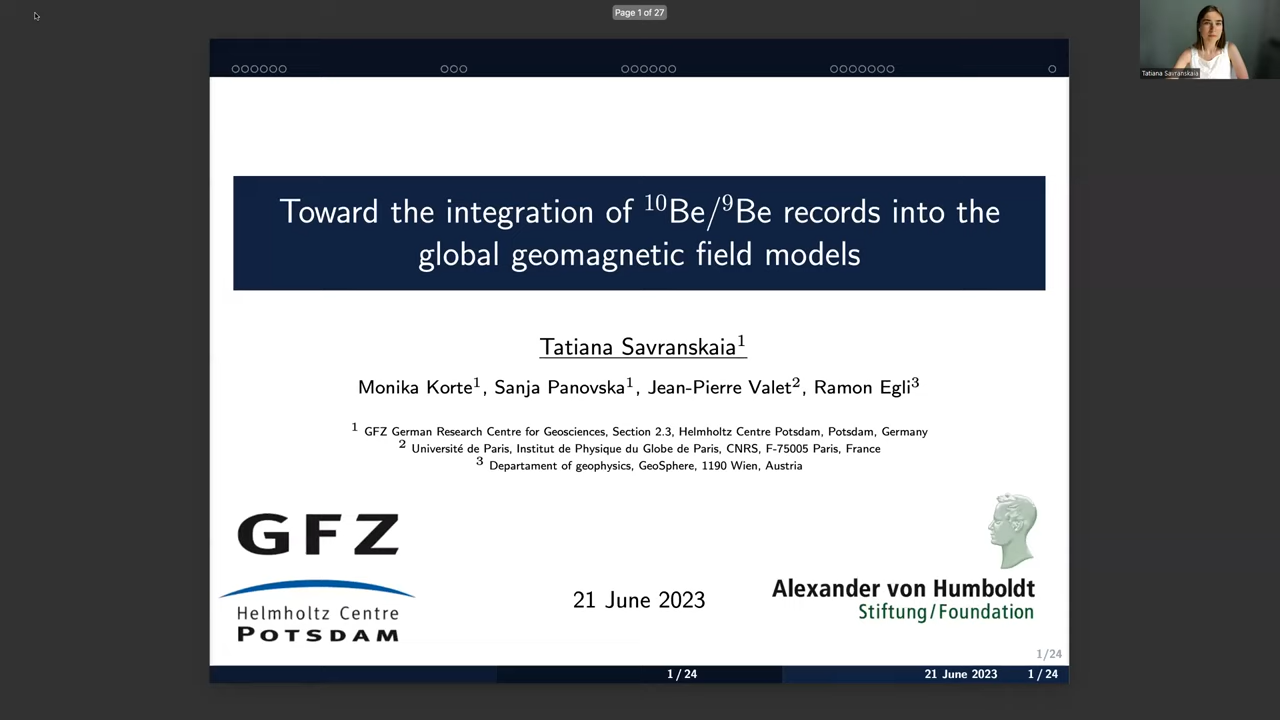 Page 1 of 27
Tatiana Savranskaia
Toward the integration of ¹⁰Be/⁹Be records into the
global geomagnetic field models
Tatiana Savranskaia¹
Monika Korte¹, Sanja Panovska¹, Jean-Pierre Valet², Ramon Egli³
¹ GFZ German Research Centre for Geosciences, Section 2.3, Helmholtz Centre Potsdam, Potsdam, Germany
² Université de Paris, Institut de Physique du Globe de Paris, CNRS, F-75005 Paris, France
³ Departament of geophysics, GeoSphere, 1190 Wien, Austria
GFZ
Helmholtz Centre
POTSDAM
21 June 2023
Alexander von Humboldt
Stiftung/Foundation
1/24
1 / 24
21 June 2023
1 / 24